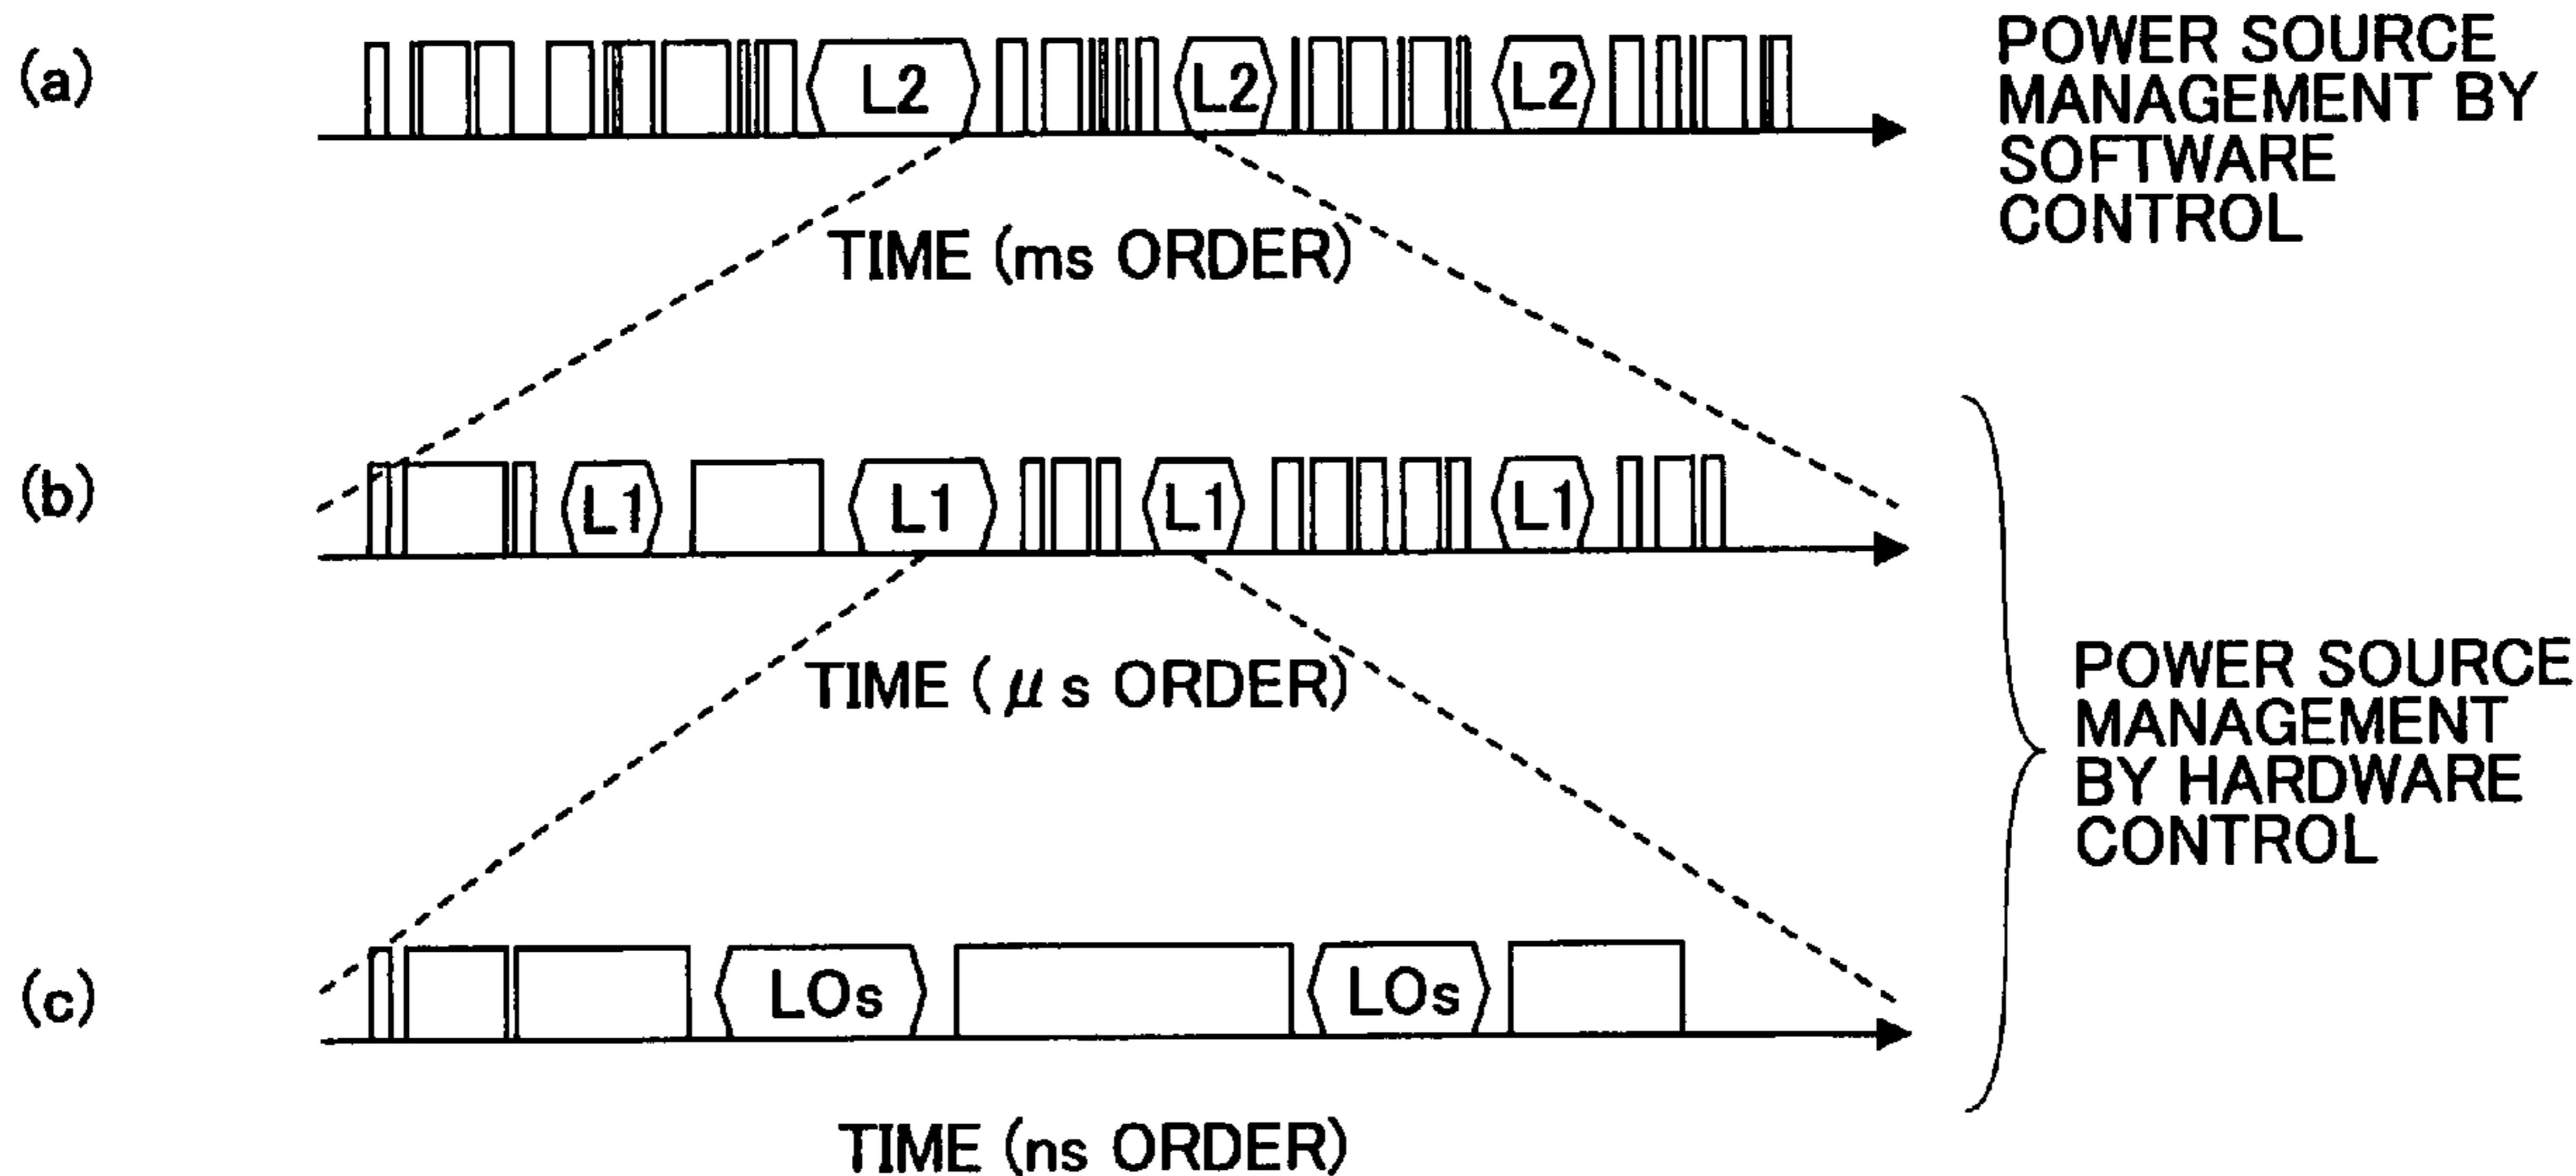 (a)
L2
L2
L2
POWER SOURCE
MANAGEMENT BY
SOFTWARE
CONTROL
TIME (ms ORDER)
(b)
L1
L1
L1
L1
TIME (μs ORDER)
POWER SOURCE
MANAGEMENT
BY HARDWARE
CONTROL
(c)
LOs
LOs
TIME (ns ORDER)